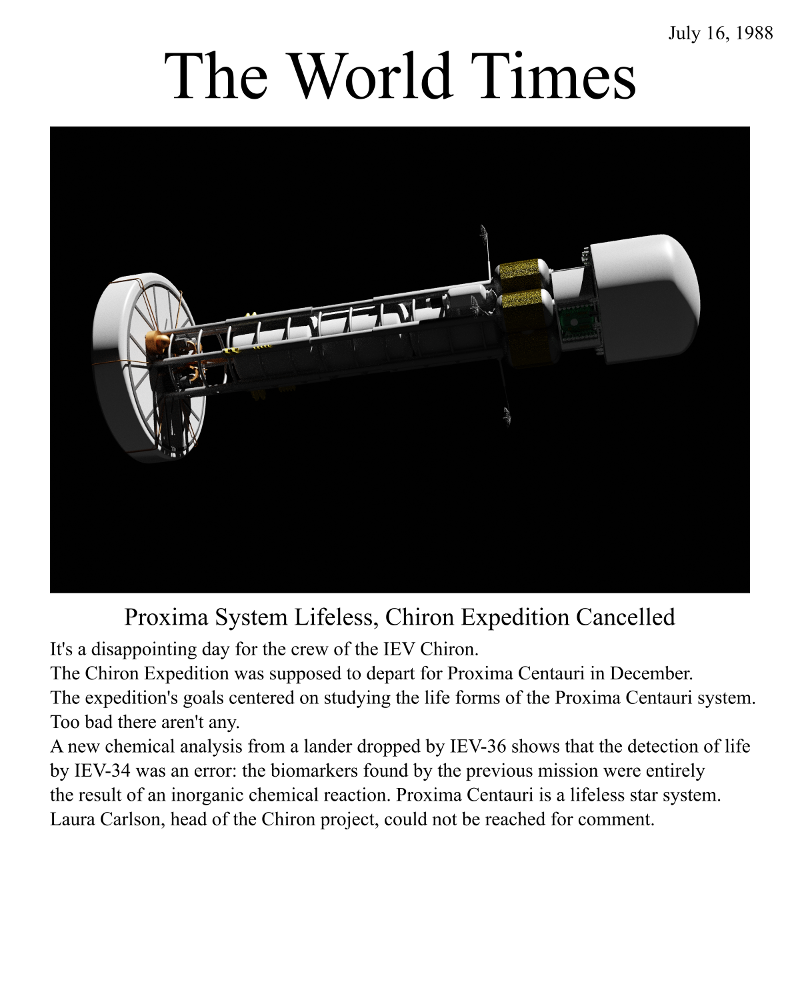 July 16, 1988
The World Times
Proxima System Lifeless, Chiron Expedition Cancelled
It's a disappointing day for the crew of the IEV Chiron.
The Chiron Expedition was supposed to depart for Proxima Centauri in December.
The expedition's goals centered on studying the life forms of the Proxima Centauri system.
Too bad there aren't any.
A new chemical analysis from a lander dropped by IEV-36 shows that the detection of life
by IEV-34 was an error: the biomarkers found by the previous mission were entirely
the result of an inorganic chemical reaction. Proxima Centauri is a lifeless star system.
Laura Carlson, head of the Chiron project, could not be reached for comment.